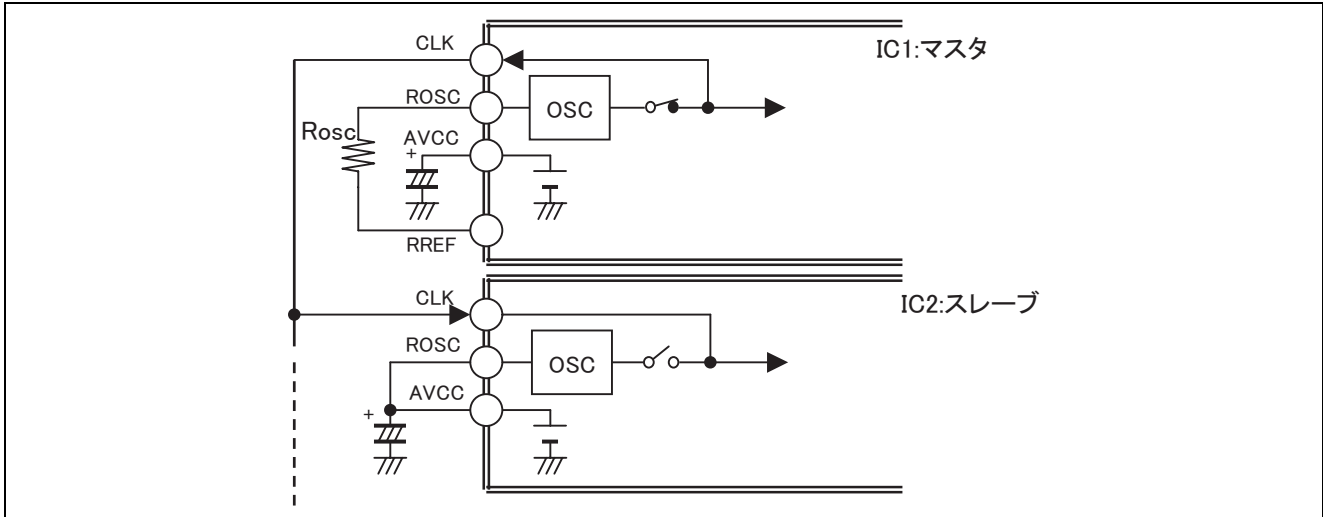 CLK
IC1:マスタ
ROSC
OSC
Rosc
AVCC
+
RREF
CLK
IC2:スレーブ
ROSC
OSC
AVCC
+